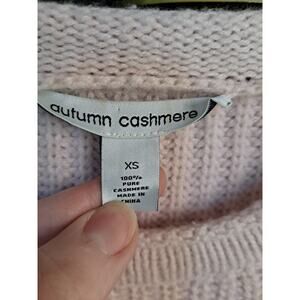 autumn cashmere
XS
100%
PURE
CASHMERE
MADE IN
CHINA